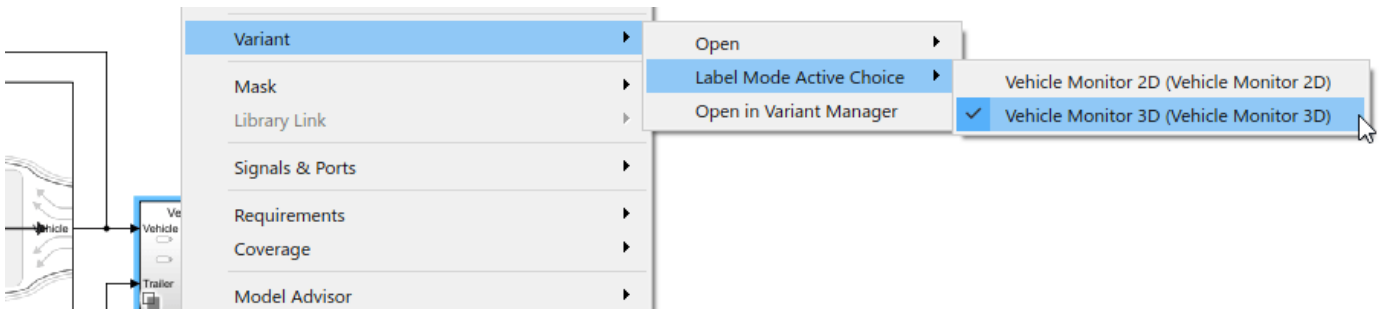 Variant
Open
Label Mode Active Choice
Vehicle Monitor 2D (Vehicle Monitor 2D)
Mask
Open in Variant Manager
Vehicle Monitor 3D (Vehicle Monitor 3D)
Library Link
Signals & Ports
Requirements
Ve
Vehicle
Coverage
Trailer
Model Advisor